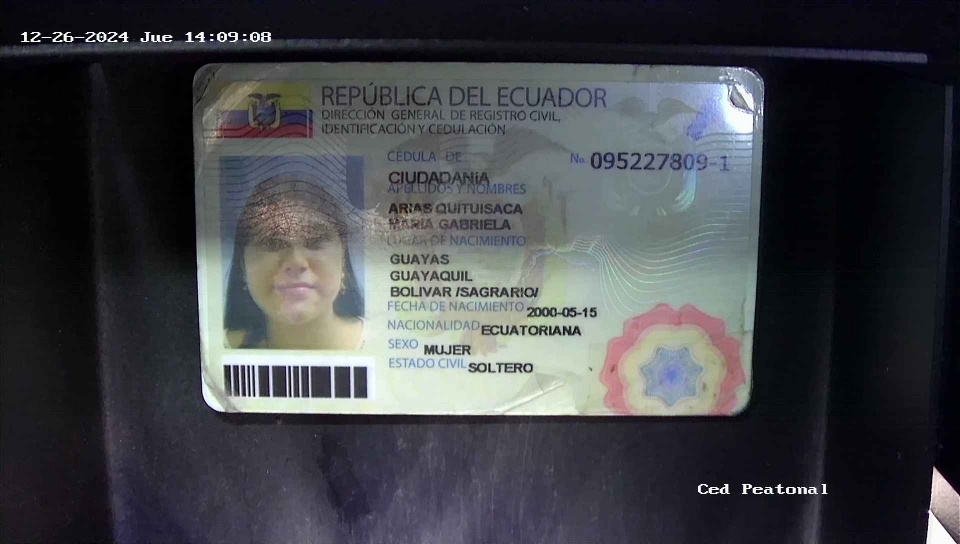 12-26-2024 Jue 14:09:08
REPÚBLICA DEL ECUADOR
DIRECCIÓN GENERAL DE REGISTRO CIVIL,
IDENTIFICACIÓN Y CEDULACIÓN
CÉDULA DE
No. 095227809-1
CIUDADANÍA
APELLIDOS Y NOMBRES
ARIAS QUITUISACA
MARIA GABRIELA
LUGAR DE NACIMIENTO
GUAYAS
GUAYAQUIL
BOLIVAR /SAGRARIO/
FECHA DE NACIMIENTO 2000-05-15
NACIONALIDAD ECUATORIANA
SEXO MUJER
ESTADO CIVIL SOLTERO
Ced Peatonal